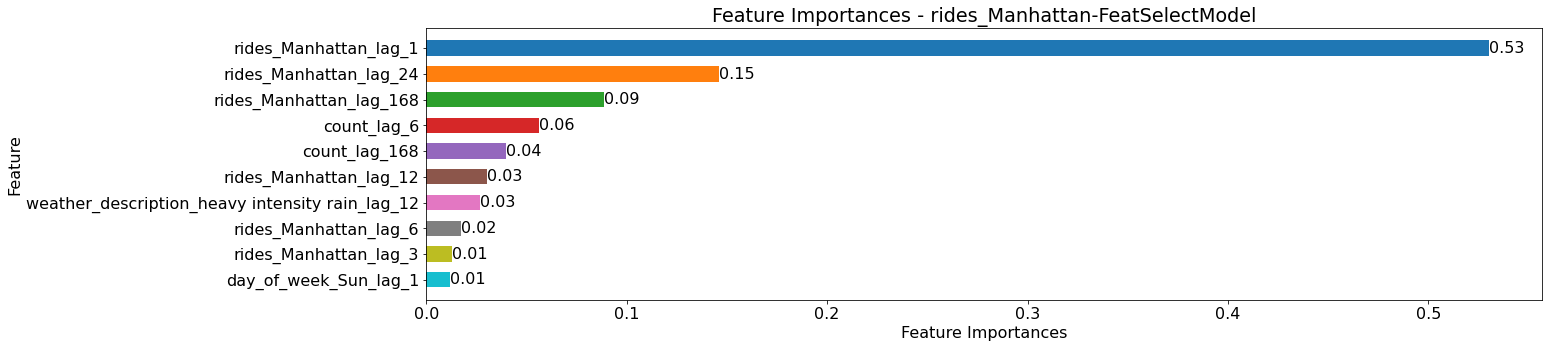 Feature Importances - rides_Manhattan-FeatSelectModel
Feature
rides_Manhattan_lag_1 0.53
rides_Manhattan_lag_24 0.15
rides_Manhattan_lag_168 0.09
count_lag_6 0.06
count_lag_168 0.04
rides_Manhattan_lag_12 0.03
weather_description_heavy intensity rain_lag_12 0.03
rides_Manhattan_lag_6 0.02
rides_Manhattan_lag_3 0.01
day_of_week_Sun_lag_1 0.01
0.0 0.1 0.2 0.3 0.4 0.5
Feature Importances